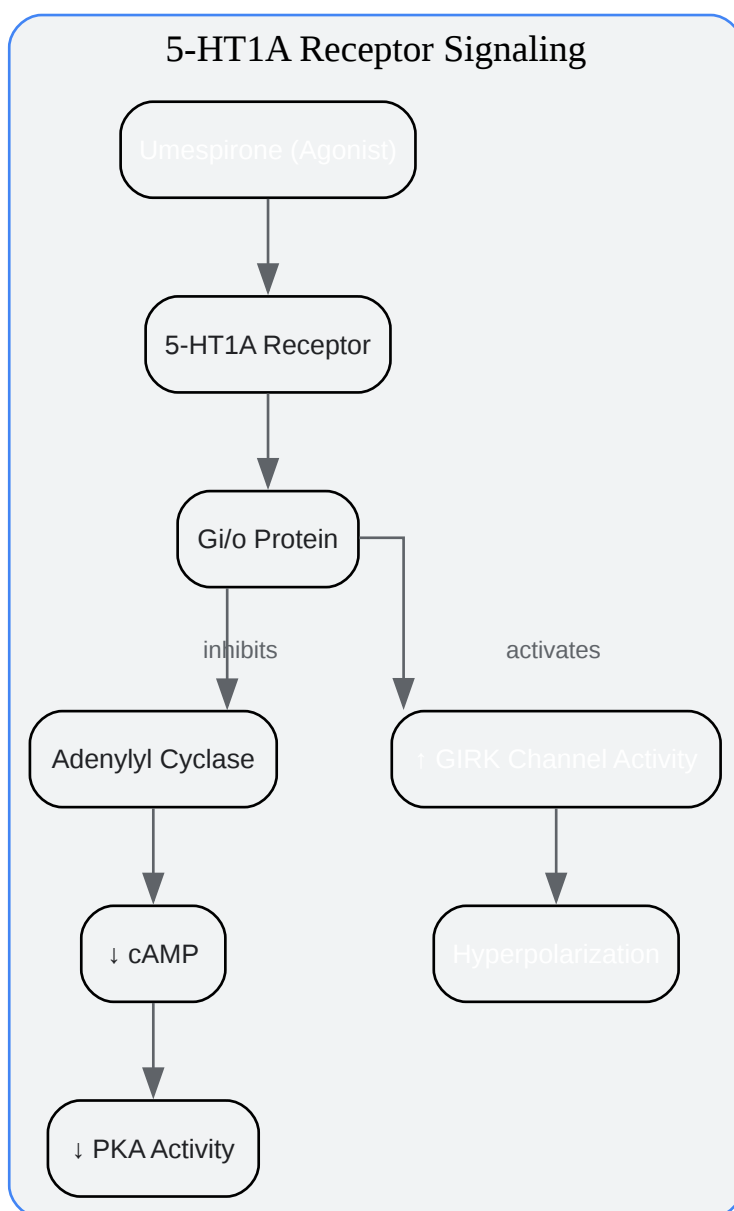 5-HT1A Receptor Signaling
Umespirone (Agonist)
5-HT1A Receptor
Gi/o Protein
inhibits
activates
Adenylyl Cyclase
↑ GIRK Channel Activity
↓ cAMP
Hyperpolarization
↓ PKA Activity